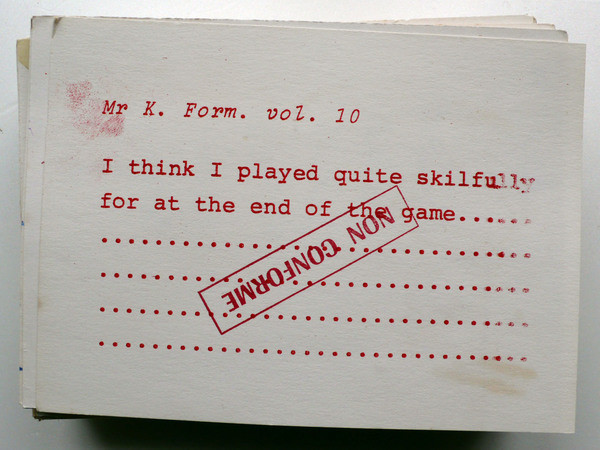 Mr K. Form. vol. 10
I think I played quite skilfully
for at the end of the game......
................................
................................
................................
................................
NON CONFORME